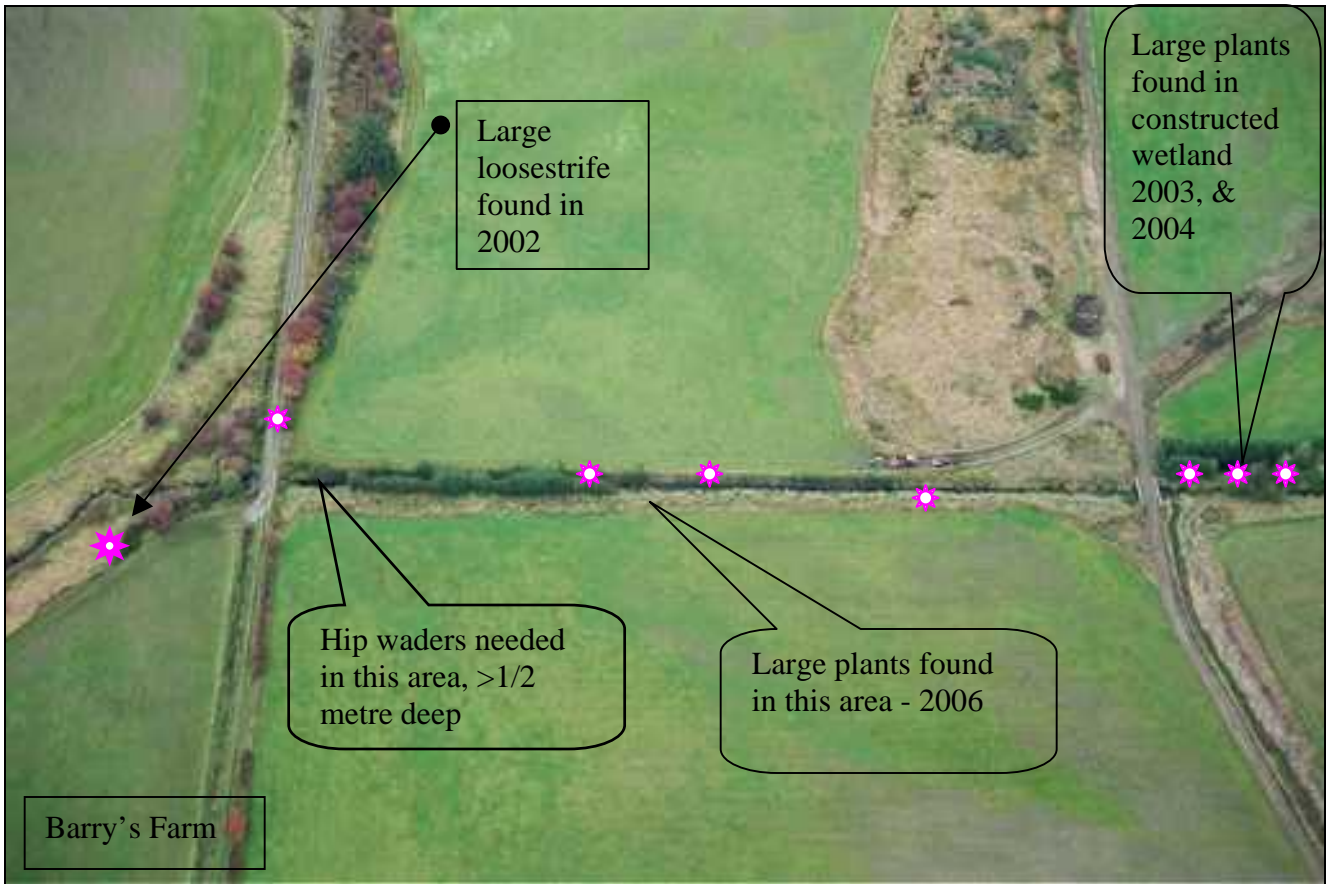 Large
loosestrife
found in
2002
Large plants
found in
constructed
wetland
2003, &
2004
Hip waders needed
in this area, >1/2
metre deep
Large plants found
in this area - 2006
Barry’s Farm